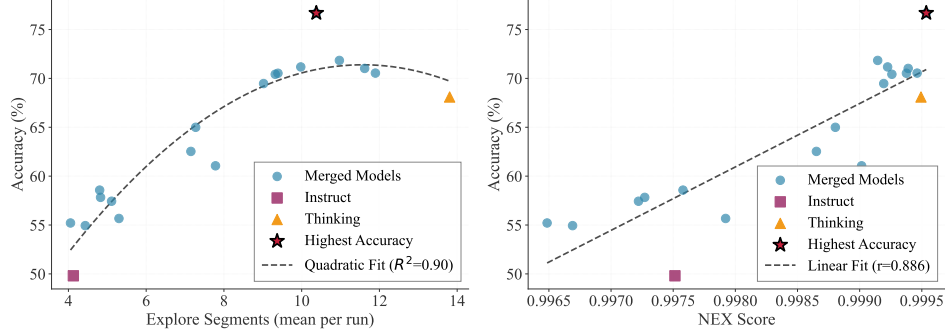 Accuracy (%)
75
70
65
60
55
50
Merged Models
Instruct
Thinking
Highest Accuracy
Quadratic Fit (R²=0.90)
4 6 8 10 12 14
Explore Segments (mean per run)
Accuracy (%)
75
70
65
60
55
50
Merged Models
Instruct
Thinking
Highest Accuracy
Linear Fit (r=0.886)
0.9965 0.9970 0.9975 0.9980 0.9985 0.9990 0.9995
NEX Score